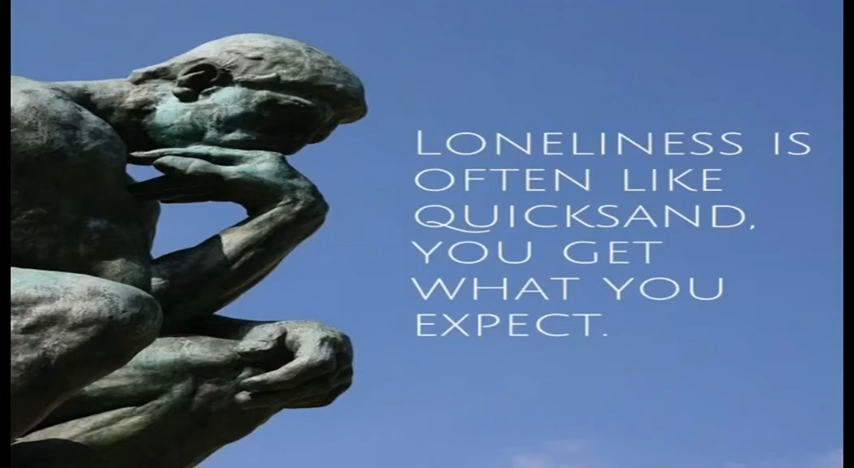 LONELINESS IS
OFTEN LIKE
QUICKSAND,
YOU GET
WHAT YOU
EXPECT.